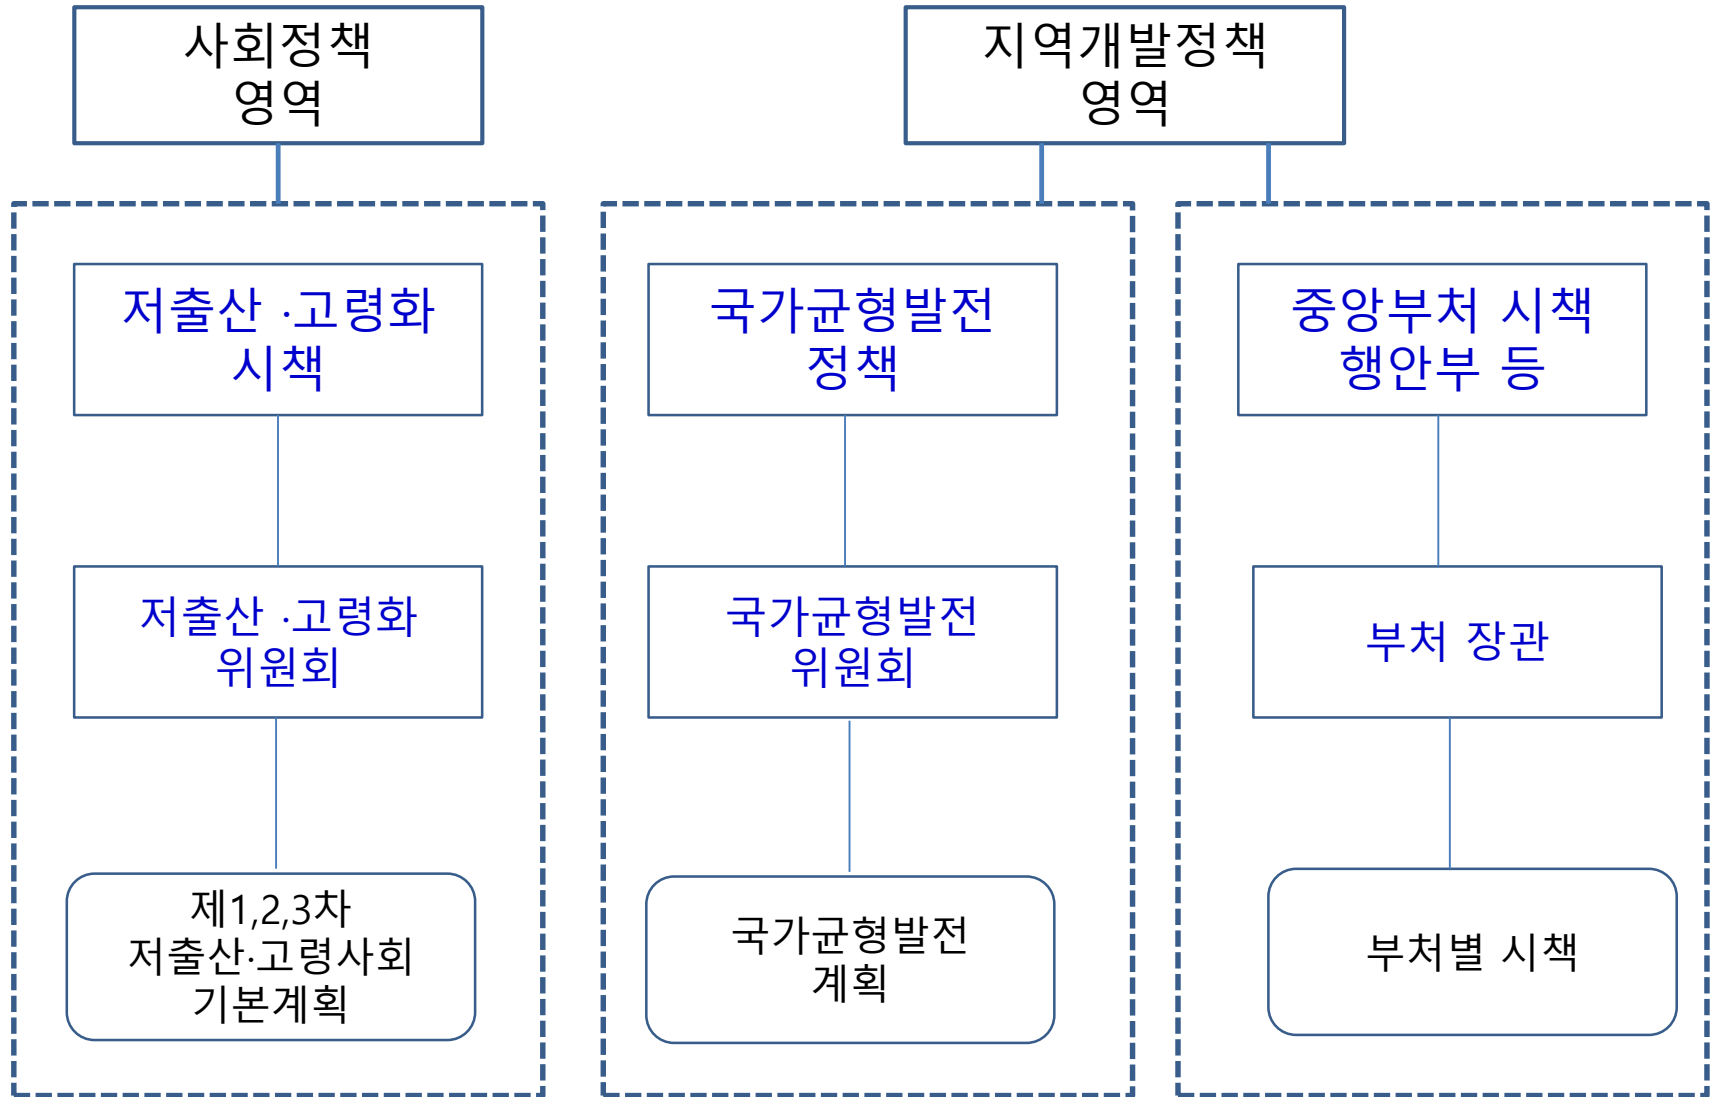 사회정책
영역
지역개발정책
영역
저출산 ·고령화
시책
국가균형발전
정책
중앙부처 시책
행안부 등
저출산 ·고령화
위원회
국가균형발전
위원회
부처 장관
제1,2,3차
저출산·고령사회
기본계획
국가균형발전
계획
부처별 시책